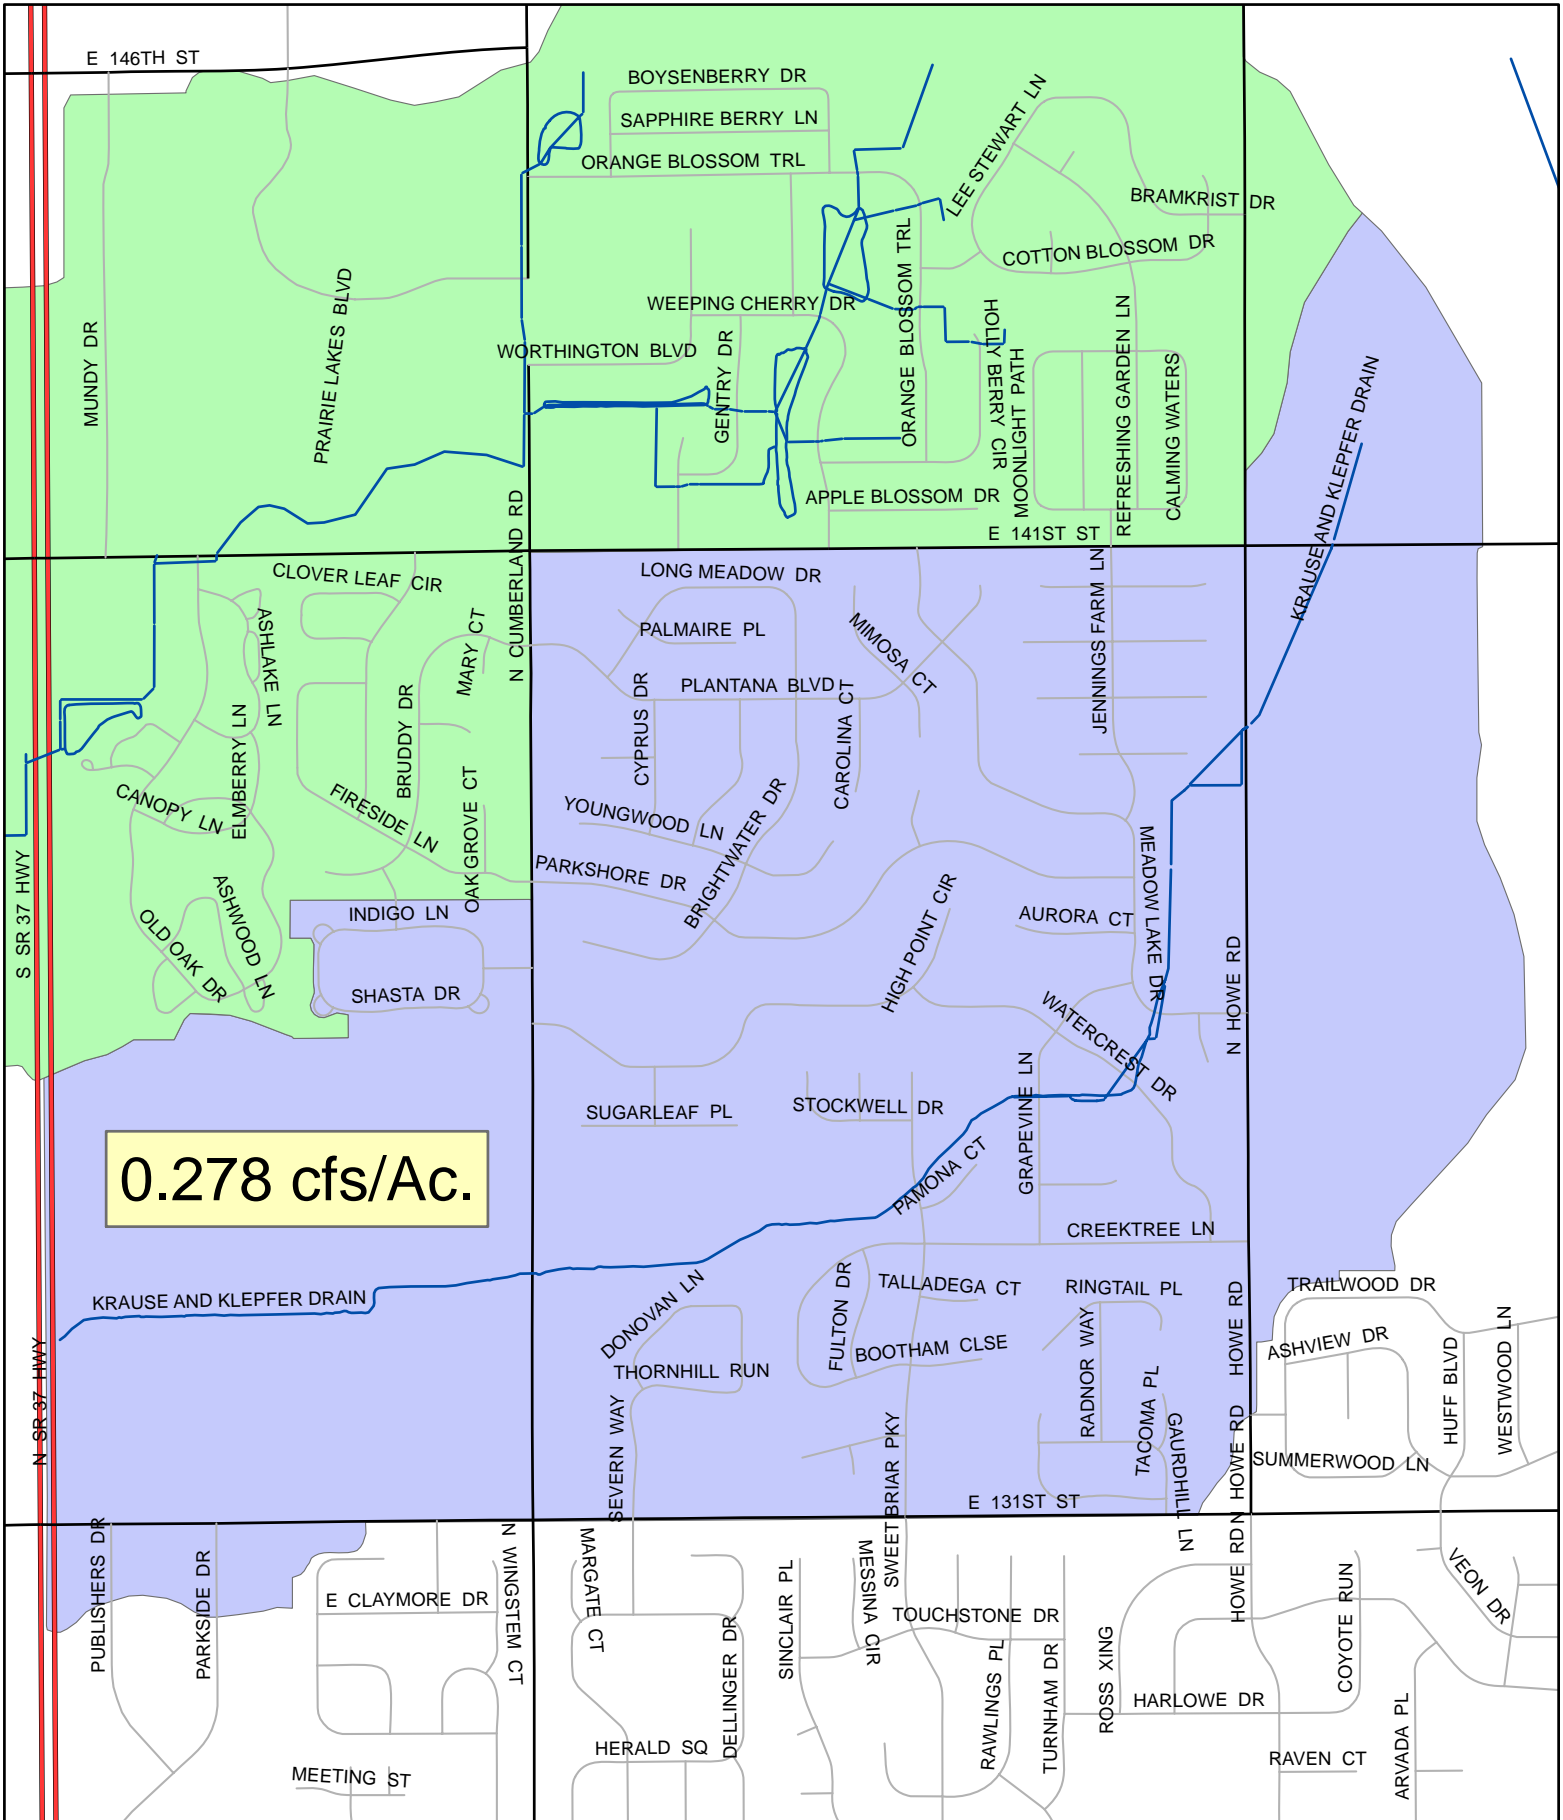 E 146TH ST
BOYSENBERRY DR
SAPPHIRE BERRY LN
ORANGE BLOSSOM TRL
LEE STEWART LN
BRAMKRIST DR
COTTON BLOSSOM DR
ORANGE BLOSSOM TRL
MUNDY DR
PRAIRIE LAKES BLVD
WEEPING CHERRY DR
WORTHINGTON BLVD
GENTRY DR
HOLLY BERRY CIR
MOONLIGHT PATH
REFRESHING GARDEN LN
CALMING WATERS
KRAUSE AND KLEPFER DRAIN
APPLE BLOSSOM DR
E 141ST ST
N CUMBERLAND RD
CLOVER LEAF CIR
LONG MEADOW DR
ASHLAKE LN
MARY CT
PALMAIRE PL
MIMOSA CT
JENNINGS FARM LN
PLANTANA BLVD
CYPRUS DR
CAROLINA CT
ELMBERRY LN
BRUDDY DR
CANOPY LN
FIRESIDE LN
OAK GROVE CT
YOUNGWOOD LN
BRIGHTWATER DR
PARKSHORE DR
MEADOW LAKE DR
S SR 37 HWY
OLD OAK DR
ASHWOOD LN
INDIGO LN
SHASTA DR
HIGH POINT CIR
AURORA CT
N HOWE RD
WATERCREST DR
GRAPEVINE LN
SUGARLEAF PL
STOCKWELL DR
0.278 cfs/Ac.
PAMONA CT
CREEKTREE LN
KRAUSE AND KLEPFER DRAIN
DONOVAN LN
FULTON DR
TALLADEGA CT
RINGTAIL PL
HOWE RD
TRAILWOOD DR
ASHVIEW DR
HUFF BLVD
WESTWOOD LN
N SR 37 HWY
THORNHILL RUN
BOOTHAM CLSE
RADNOR WAY
TACOMA PL
GAURDHILL LN
N HOWE RD
SUMMERWOOD LN
SEVERN WAY
SWEET BRIAR PKY
E 131ST ST
PUBLISHERS DR
PARKSIDE DR
E CLAYMORE DR
N WINGSTEM CT
MARGATE CT
DELLINGER DR
SINCLAIR PL
MESSINA CIR
TOUCHSTONE DR
RAWLINGS PL
TURNHAM DR
ROSS XING
HOWE RD
COYOTE RUN
VEON DR
HARLOWE DR
ARVADA PL
HERALD SQ
MEETING ST
RAVEN CT